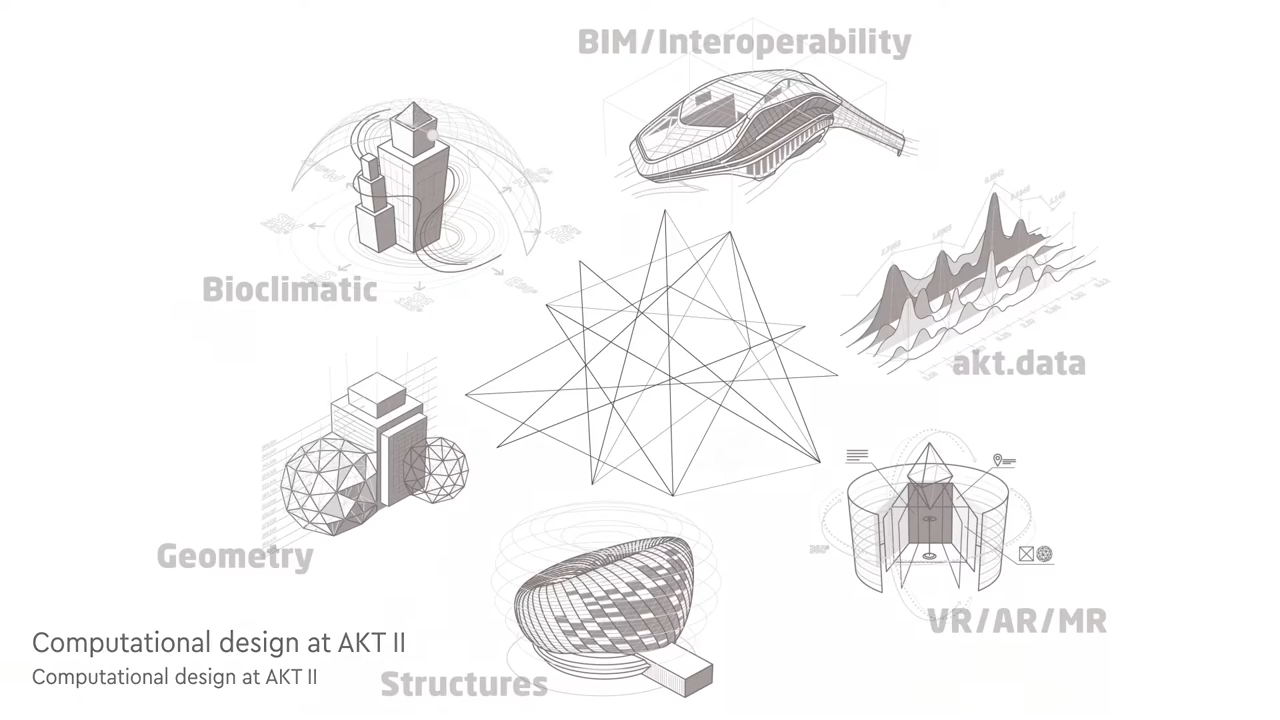 BIM/Interoperability
Bioclimatic
akt.data
Geometry
360°
VR/AR/MR
Computational design at AKT II
Computational design at AKT II
Structures